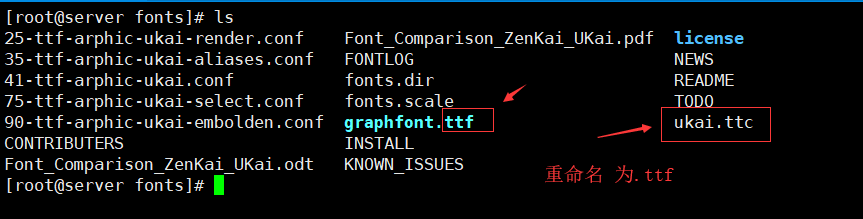 [root@server fonts]# ls
25-ttf-arphic-ukai-render.conf Font_Comparison_ZenKai_UKai.pdf license
35-ttf-arphic-ukai-aliases.conf FONTLOG NEWS
41-ttf-arphic-ukai.conf fonts.dir README
75-ttf-arphic-ukai-select.conf fonts.scale TODO
90-ttf-arphic-ukai-embolden.conf graphfont.ttf ukai.ttc
CONTRIBUTERS INSTALL
Font_Comparison_ZenKai_UKai.odt KNOWN_ISSUES
重命名 为.ttf
[root@server fonts]#